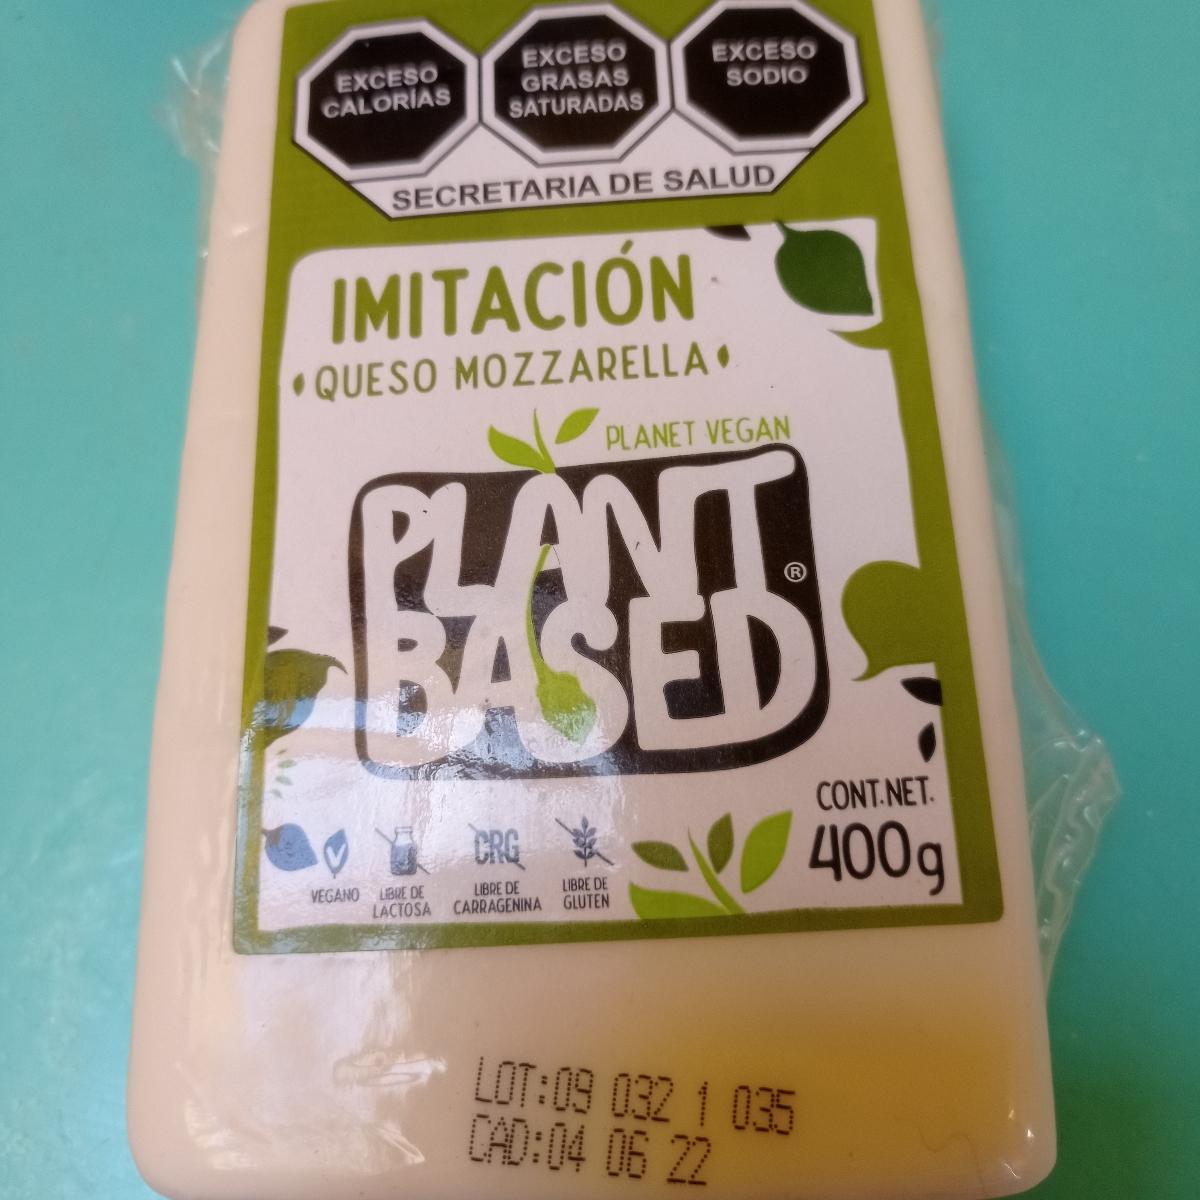 EXCESO
CALORÍAS
EXCESO
GRASAS
SATURADAS
EXCESO
SODIO
SECRETARIA DE SALUD
IMITACIÓN
QUESO MOZZARELLA
PLANET VEGAN
PLANT
BASED
®
CONT.NET.
400g
VEGANO
LIBRE DE
LACTOSA
CRG
LIBRE DE
CARRAGENINA
LIBRE DE
GLUTEN
LOT:09 032 1 035
CAD:04 06 22